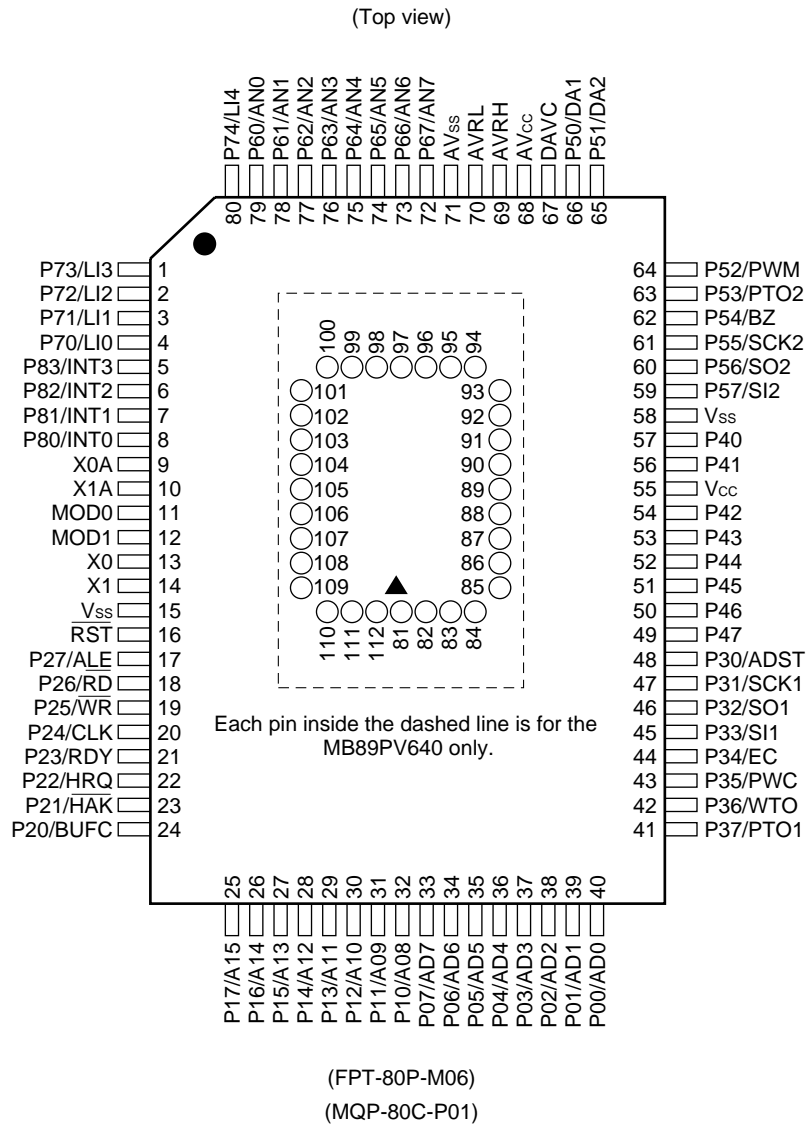 (Top view)
P74/LI4
P60/AN0
P61/AN1
P62/AN2
P63/AN3
P64/AN4
P65/AN5
P66/AN6
P67/AN7
AVss
AVRL
AVRH
AVcc
DAVC
P50/DA1
P51/DA2
80
79
78
77
76
75
74
73
72
71
70
69
68
67
66
65
P73/LI3 1
P72/LI2 2
P71/LI1 3
P70/LI0 4
P83/INT3 5
P82/INT2 6
P81/INT1 7
P80/INT0 8
X0A 9
X1A 10
MOD0 11
MOD1 12
X0 13
X1 14
Vss 15
RST 16
P27/ALE 17
P26/RD 18
P25/WR 19
P24/CLK 20
P23/RDY 21
P22/HRQ 22
P21/HAK 23
P20/BUFC 24
100
99
98
97
96
95
94
101
102
103
104
105
106
107
108
109
93
92
91
90
89
88
87
86
85
110
111
112
81
82
83
84
Each pin inside the dashed line is for the
MB89PV640 only.
64 P52/PWM
63 P53/PTO2
62 P54/BZ
61 P55/SCK2
60 P56/SO2
59 P57/SI2
58 Vss
57 P40
56 P41
55 Vcc
54 P42
53 P43
52 P44
51 P45
50 P46
49 P47
48 P30/ADST
47 P31/SCK1
46 P32/SO1
45 P33/SI1
44 P34/EC
43 P35/PWC
42 P36/WTO
41 P37/PTO1
25
26
27
28
29
30
31
32
33
34
35
36
37
38
39
40
P17/A15
P16/A14
P15/A13
P14/A12
P13/A11
P12/A10
P11/A09
P10/A08
P07/AD7
P06/AD6
P05/AD5
P04/AD4
P03/AD3
P02/AD2
P01/AD1
P00/AD0
(FPT-80P-M06)
(MQP-80C-P01)